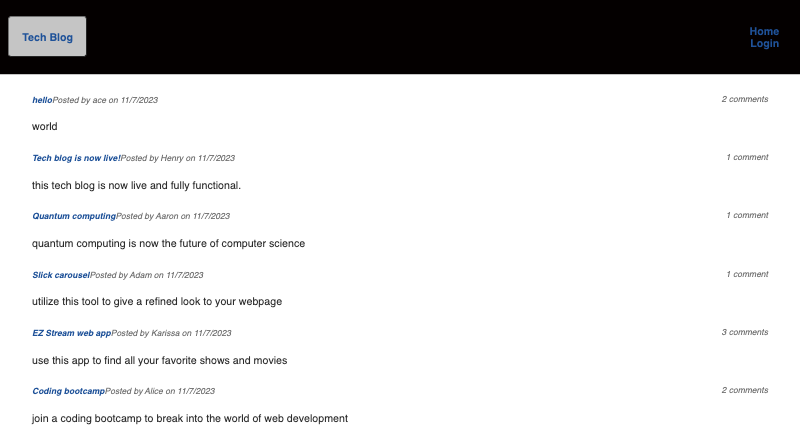 Tech Blog
Home
Login
helloPosted by ace on 11/7/2023 2 comments
world
Tech blog is now live!Posted by Henry on 11/7/2023 1 comment
this tech blog is now live and fully functional.
Quantum computingPosted by Aaron on 11/7/2023 1 comment
quantum computing is now the future of computer science
Slick carouselPosted by Adam on 11/7/2023 1 comment
utilize this tool to give a refined look to your webpage
EZ Stream web appPosted by Karissa on 11/7/2023 3 comments
use this app to find all your favorite shows and movies
Coding bootcampPosted by Alice on 11/7/2023 2 comments
join a coding bootcamp to break into the world of web development